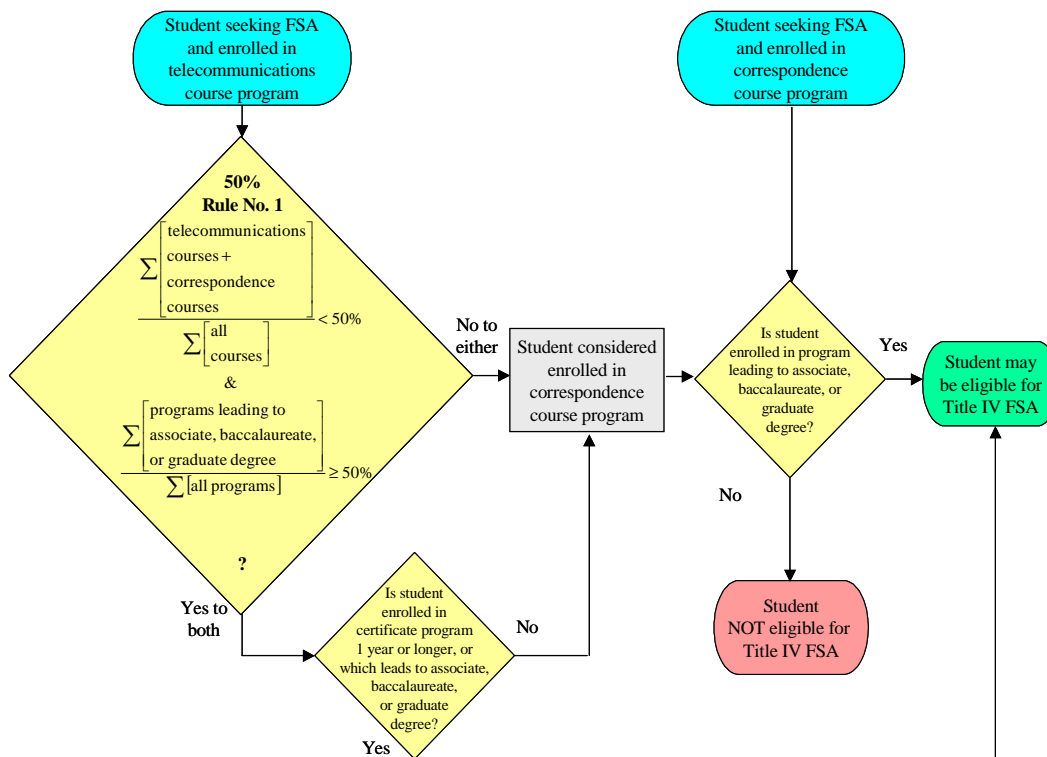 Student seeking FSA
and enrolled in
telecommunications
course program
Student seeking FSA
and enrolled in
correspondence
course program
50%
Rule No. 1
∑[telecommunications
courses +
correspondence
courses]
∑[all
courses]
< 50%
&
∑[programs leading to
associate, baccalaureate,
or graduate degree]
∑[all programs]
≥ 50%
?
No to
either
Student considered
enrolled in
correspondence
course program
Is student
enrolled in program
leading to associate,
baccalaureate, or
graduate
degree?
Yes
Student may
be eligible for
Title IV FSA
No
Student
NOT eligible for
Title IV FSA
Yes to
both
Is student
enrolled in
certificate program
1 year or longer, or
which leads to associate,
baccalaureate,
or graduate
degree?
No
Yes